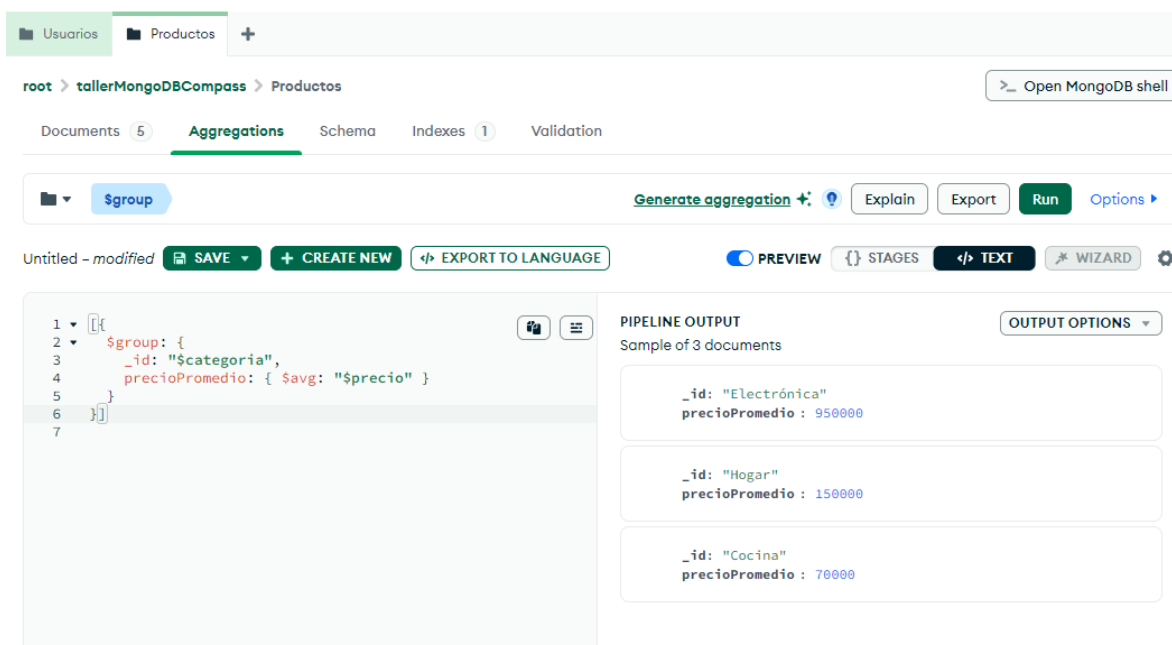 Usuarios Productos +
root > tallerMongoDBCompass > Productos >_ Open MongoDB shell
Documents 5 Aggregations Schema Indexes 1 Validation
$group Generate aggregation Explain Export Run Options
Untitled – modified SAVE + CREATE NEW </> EXPORT TO LANGUAGE PREVIEW {} STAGES </> TEXT WIZARD
1 [{
2 $group: {
3 _id: "$categoria",
4 precioPromedio: { $avg: "$precio" }
5 }
6 }]
7
PIPELINE OUTPUT OUTPUT OPTIONS
Sample of 3 documents
_id: "Electrónica"
precioPromedio : 950000
_id: "Hogar"
precioPromedio : 150000
_id: "Cocina"
precioPromedio : 70000